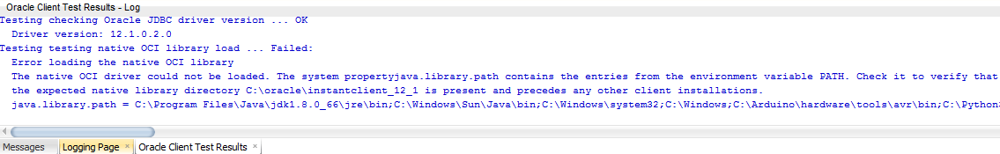 Oracle Client Test Results - Log
Testing checking Oracle JDBC driver version ... OK
Driver version: 12.1.0.2.0
Testing testing native OCI library load ... Failed:
Error loading the native OCI library
The native OCI driver could not be loaded. The system propertyjava.library.path contains the entries from the environment variable PATH. Check it to verify that
the expected native library directory C:\oracle\instantclient_12_1 is present and precedes any other client installations.
java.library.path = C:\Program Files\Java\jdk1.8.0_66\jre\bin;C:\Windows\Sun\Java\bin;C:\Windows\system32;C:\Windows;C:\Arduino\hardware\tools\avr\bin;C:\Python
Messages Logging Page × Oracle Client Test Results ×